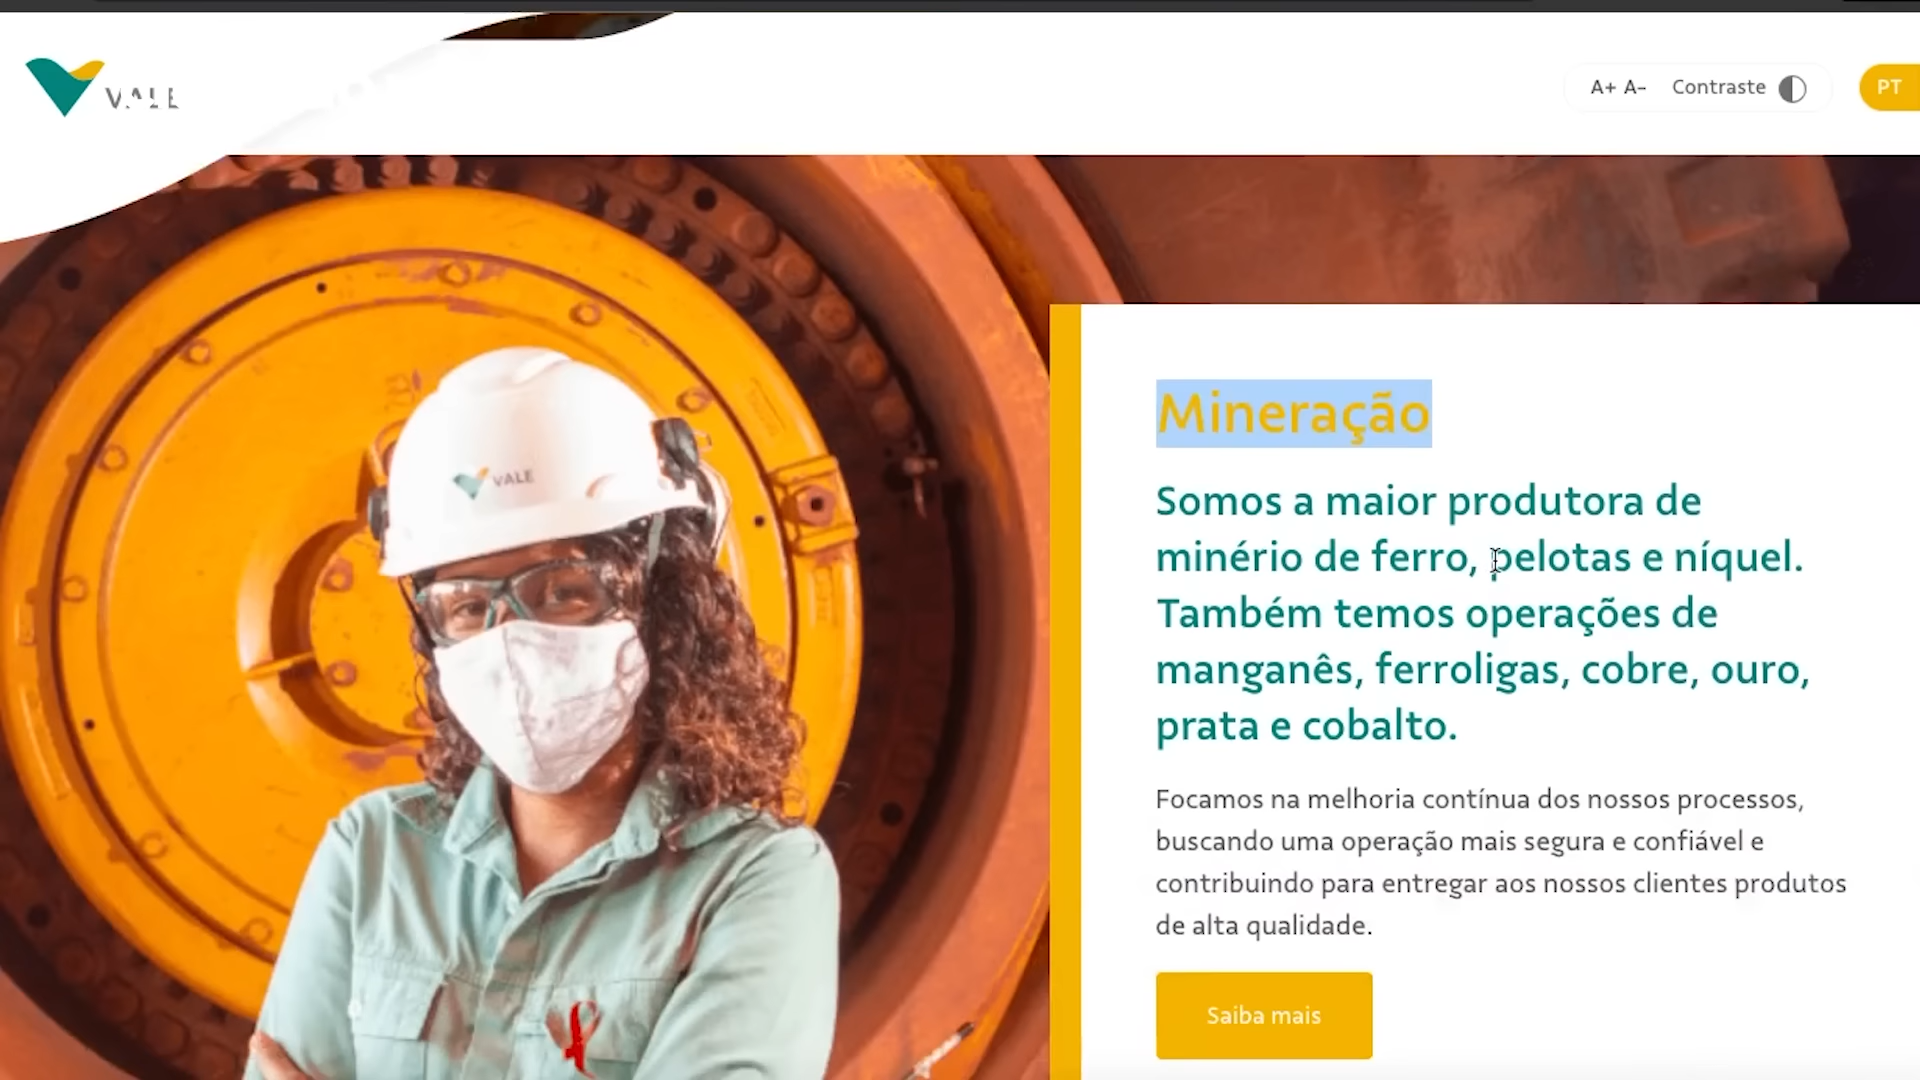 VALE
A+ A- Contraste
PT
VALE
Mineração
Somos a maior produtora de
minério de ferro, pelotas e níquel.
Também temos operações de
manganês, ferroligas, cobre, ouro,
prata e cobalto.
Focamos na melhoria contínua dos nossos processos,
buscando uma operação mais segura e confiável e
contribuindo para entregar aos nossos clientes produtos
de alta qualidade.
Saiba mais